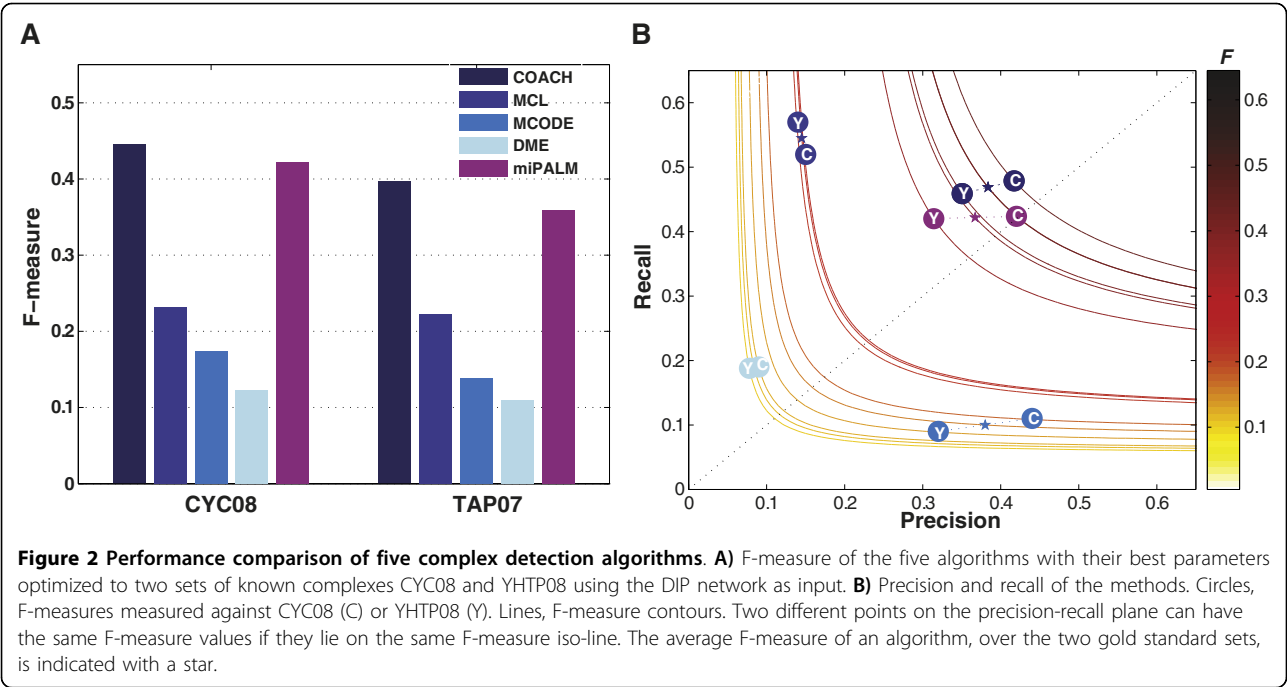 A
B
COACH
MCL
MCODE
DME
miPALM
F-measure
0.5
0.4
0.3
0.2
0.1
0
CYC08
TAP07
F
Recall
0.6
0.5
0.4
0.3
0.2
0.1
0
Y
C
Y
C
Y
C
Y
C
Y
C
0
0.1
0.2
0.3
0.4
0.5
0.6
Precision
0.6
0.5
0.4
0.3
0.2
0.1
Figure 2 Performance comparison of five complex detection algorithms. A) F-measure of the five algorithms with their best parameters
optimized to two sets of known complexes CYC08 and YHTP08 using the DIP network as input. B) Precision and recall of the methods. Circles,
F-measures measured against CYC08 (C) or YHTP08 (Y). Lines, F-measure contours. Two different points on the precision-recall plane can have
the same F-measure values if they lie on the same F-measure iso-line. The average F-measure of an algorithm, over the two gold standard sets,
is indicated with a star.